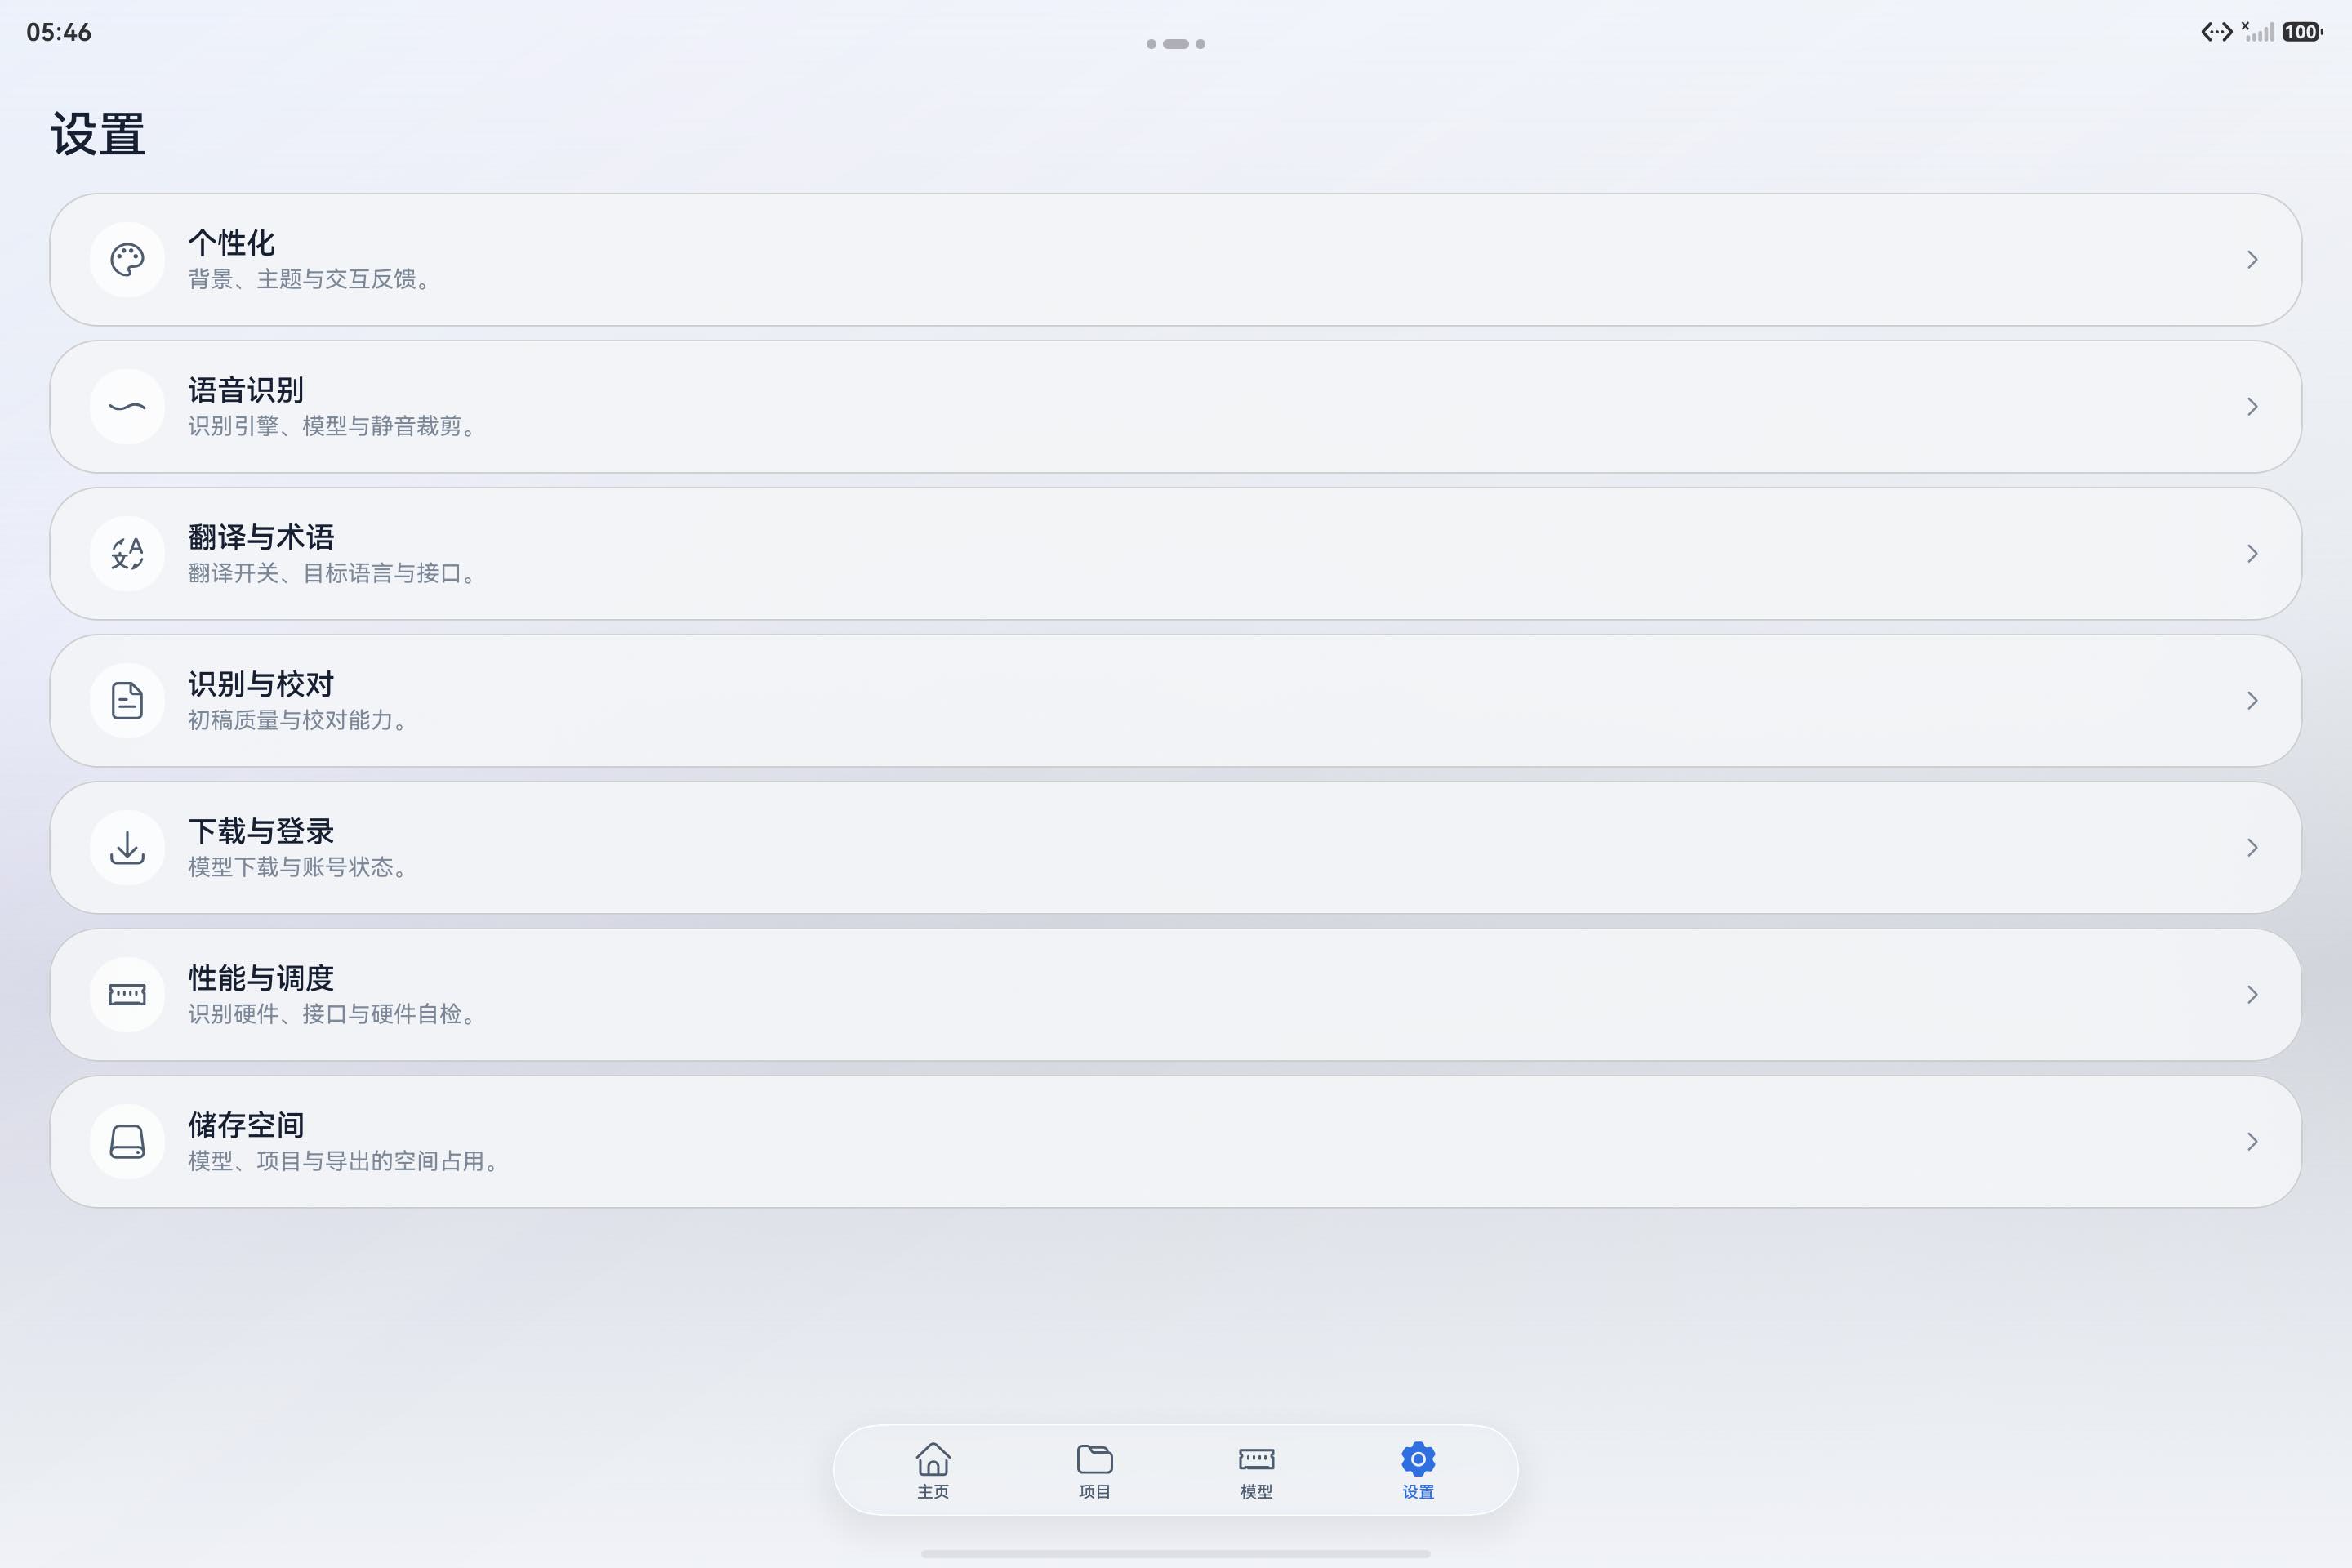 05:46
100
设置
个性化
背景、主题与交互反馈。
语音识别
识别引擎、模型与静音裁剪。
翻译与术语
翻译开关、目标语言与接口。
识别与校对
初稿质量与校对能力。
下载与登录
模型下载与账号状态。
性能与调度
识别硬件、接口与硬件自检。
储存空间
模型、项目与导出的空间占用。
主页
项目
模型
设置